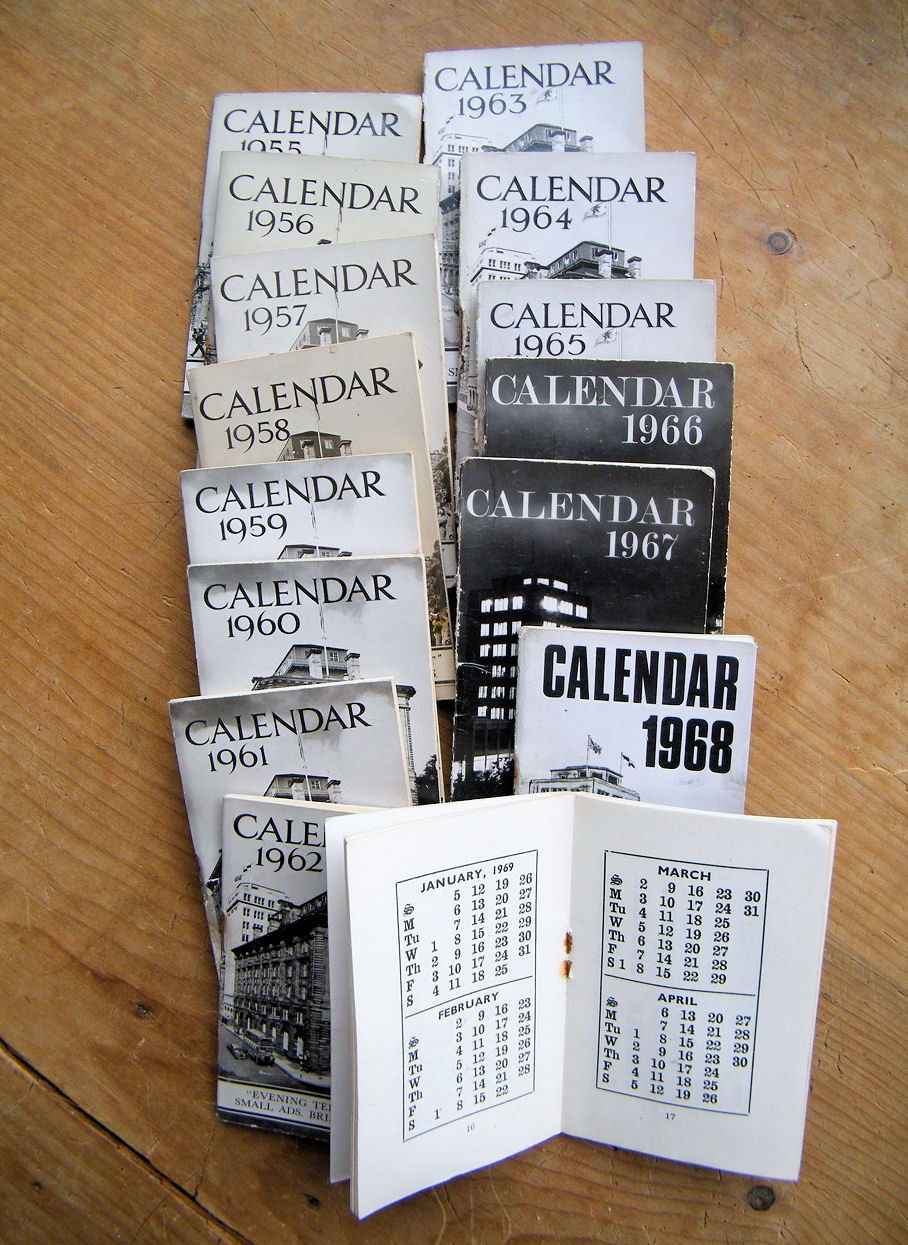 CALENDAR
1955
CALENDAR
1956
CALENDAR
1957
CALENDAR
1958
CALENDAR
1959
CALENDAR
1960
CALENDAR
1961
CALE
1962
"EVENING TE
SMALL ADS. BRI
CALENDAR
1963
CALENDAR
1964
CALENDAR
1965
CALENDAR
1966
CALENDAR
1967
CALENDAR
1968
JANUARY, 1969
S 5 12 19 26
M 6 13 20 27
Tu 7 14 21 28
W 1 8 15 22 29
Th 2 9 16 23 30
F 3 10 17 24 31
S 4 11 18 25
FEBRUARY
S 2 9 16 23
M 3 10 17 24
Tu 4 11 18 25
W 5 12 19 26
Th 6 13 20 27
F 7 14 21 28
S 1 8 15 22
16
MARCH
S 2 9 16 23 30
M 3 10 17 24 31
Tu 4 11 18 25
W 5 12 19 26
Th 6 13 20 27
F 7 14 21 28
S 1 8 15 22 29
APRIL
S 6 13 20 27
M 7 14 21 28
Tu 1 8 15 22 29
W 2 9 16 23 30
Th 3 10 17 24
F 4 11 18 25
S 5 12 19 26
17